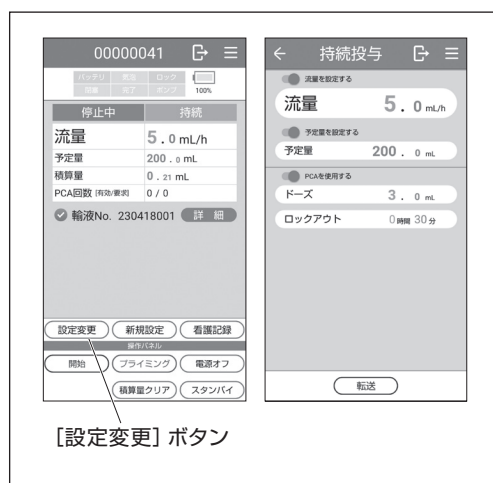 00000041
バッテリ 気泡 ロック
閉塞 完了 ポンプ 100%
停止中 持続
流量 5.0 mL/h
予定量 200.0 mL
積算量 0.21 mL
PCA回数 [有効/要求] 0 / 0
輸液No. 230418001 詳 細
設定変更 新規設定 看護記録
操作パネル
開始 プライミング 電源オフ
積算量クリア スタンバイ
[設定変更] ボタン
持続投与
流量を設定する
流量 5.0 mL/h
予定量を設定する
予定量 200.0 mL
PCAを使用する
ドーズ 3.0 mL
ロックアウト 0時間 30分
転送